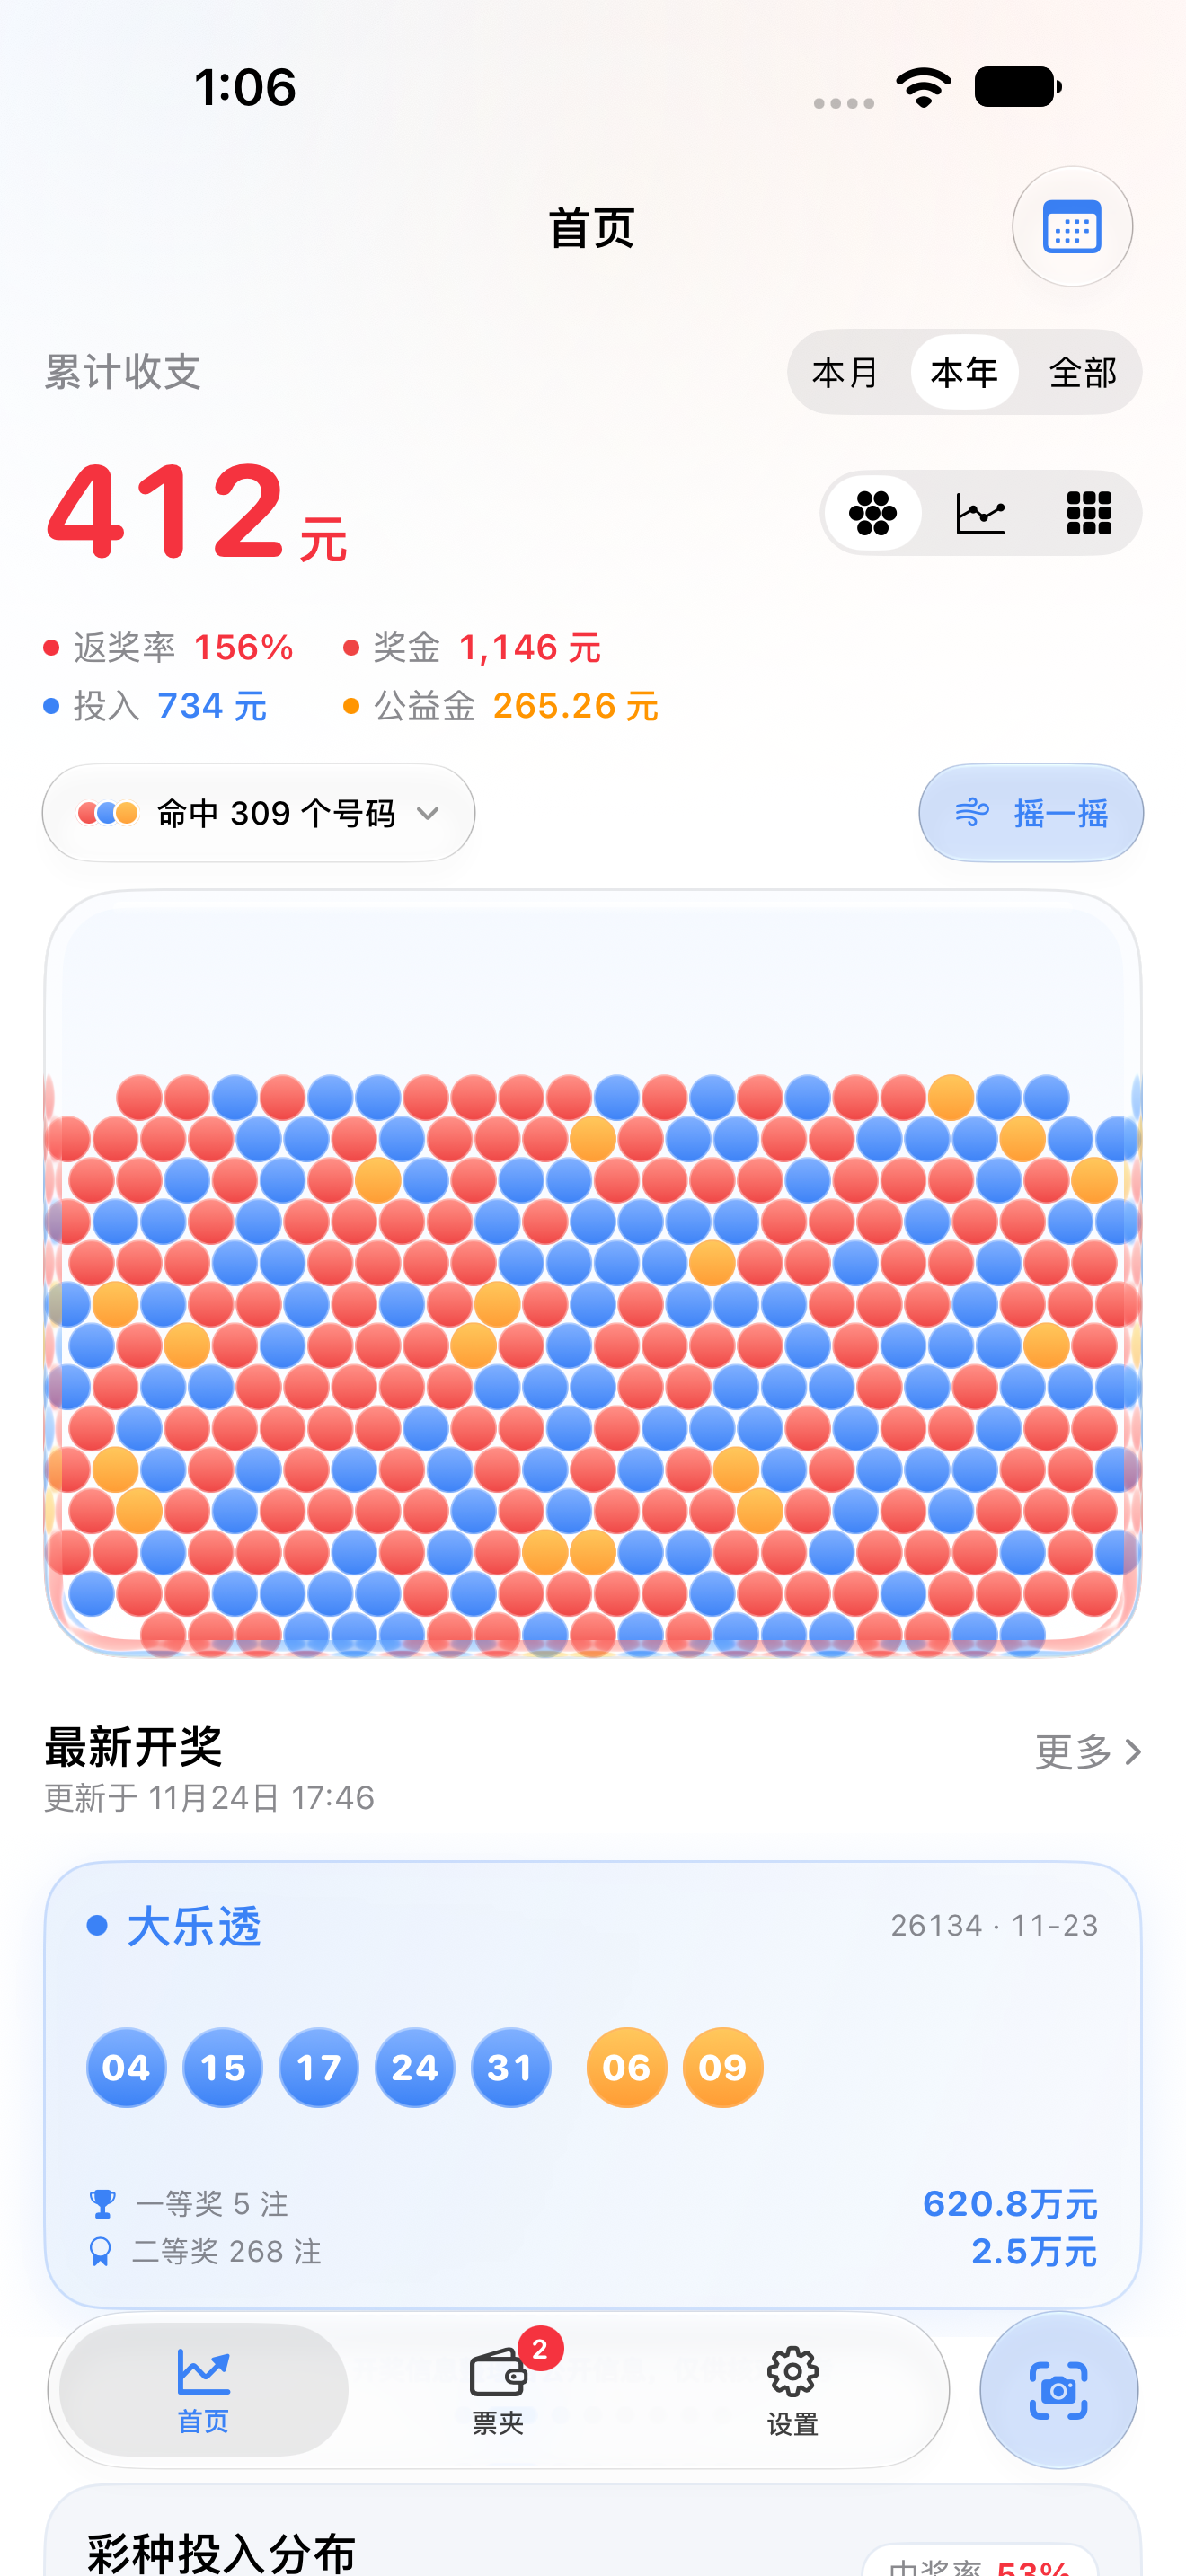 1:06
首页
累计收支
本月 本年 全部
412元
返奖率 156% 奖金 1,146 元
投入 734 元 公益金 265.26 元
命中 309 个号码
摇一摇
最新开奖
更多
更新于 11月24日 17:46
大乐透
26134 · 11-23
04 15 17 24 31 06 09
一等奖 5 注 620.8万元
二等奖 268 注 2.5万元
2
首页 票夹 设置
彩种投入分布
中奖率 53%